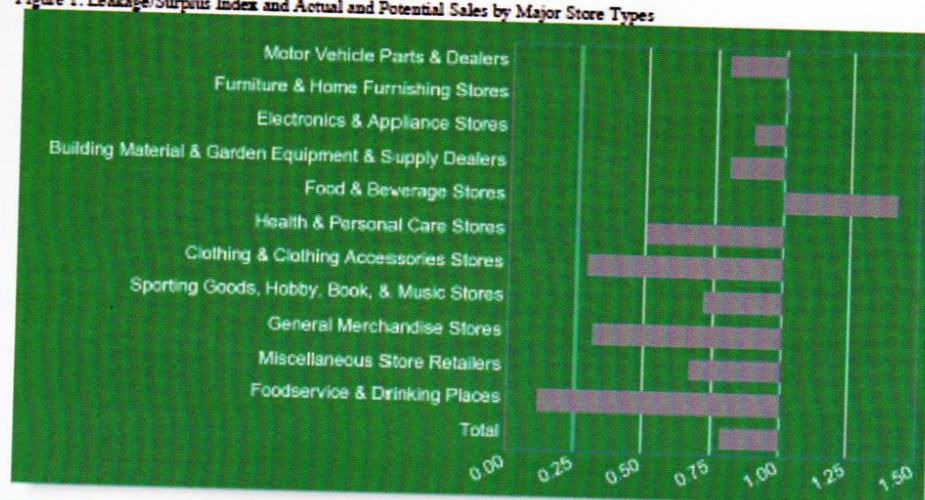 Figure 1. Leakage/Surplus Index and Actual and Potential Sales by Major Store Types
Motor Vehicle Parts & Dealers
Furniture & Home Furnishing Stores
Electronics & Appliance Stores
Building Material & Garden Equipment & Supply Dealers
Food & Beverage Stores
Health & Personal Care Stores
Clothing & Clothing Accessories Stores
Sporting Goods, Hobby, Book, & Music Stores
General Merchandise Stores
Miscellaneous Store Retailers
Foodservice & Drinking Places
Total
0.00 0.25 0.50 0.75 1.00 1.25 1.50